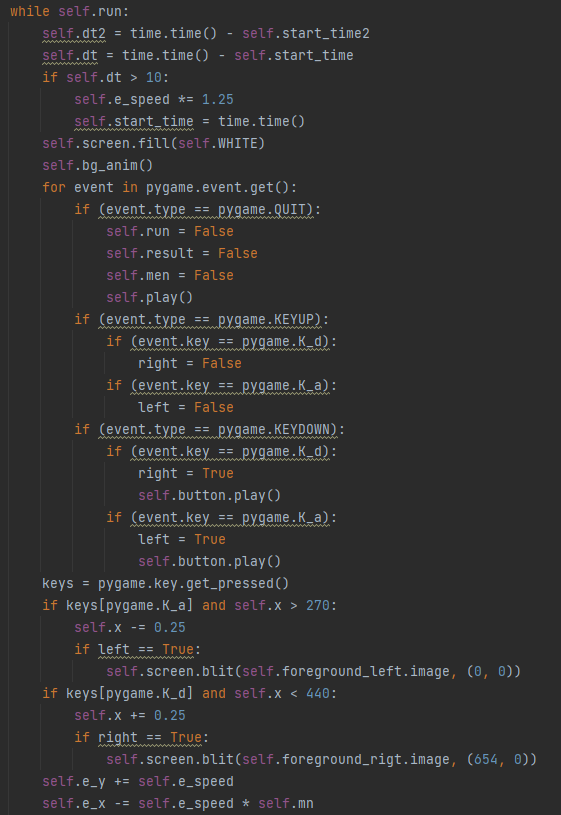 while self.run:
    self.dt2 = time.time() - self.start_time2
    self.dt = time.time() - self.start_time
    if self.dt > 10:
        self.e_speed *= 1.25
        self.start_time = time.time()
    self.screen.fill(self.WHITE)
    self.bg_anim()
    for event in pygame.event.get():
        if (event.type == pygame.QUIT):
            self.run = False
            self.result = False
            self.men = False
            self.play()
        if (event.type == pygame.KEYUP):
            if (event.key == pygame.K_d):
                right = False
            if (event.key == pygame.K_a):
                left = False
        if (event.type == pygame.KEYDOWN):
            if (event.key == pygame.K_d):
                right = True
                self.button.play()
            if (event.key == pygame.K_a):
                left = True
                self.button.play()
    keys = pygame.key.get_pressed()
    if keys[pygame.K_a] and self.x > 270:
        self.x -= 0.25
        if left == True:
            self.screen.blit(self.foreground_left.image, (0, 0))
    if keys[pygame.K_d] and self.x < 440:
        self.x += 0.25
        if right == True:
            self.screen.blit(self.foreground_rigt.image, (654, 0))
    self.e_y += self.e_speed
    self.e_x -= self.e_speed * self.mn